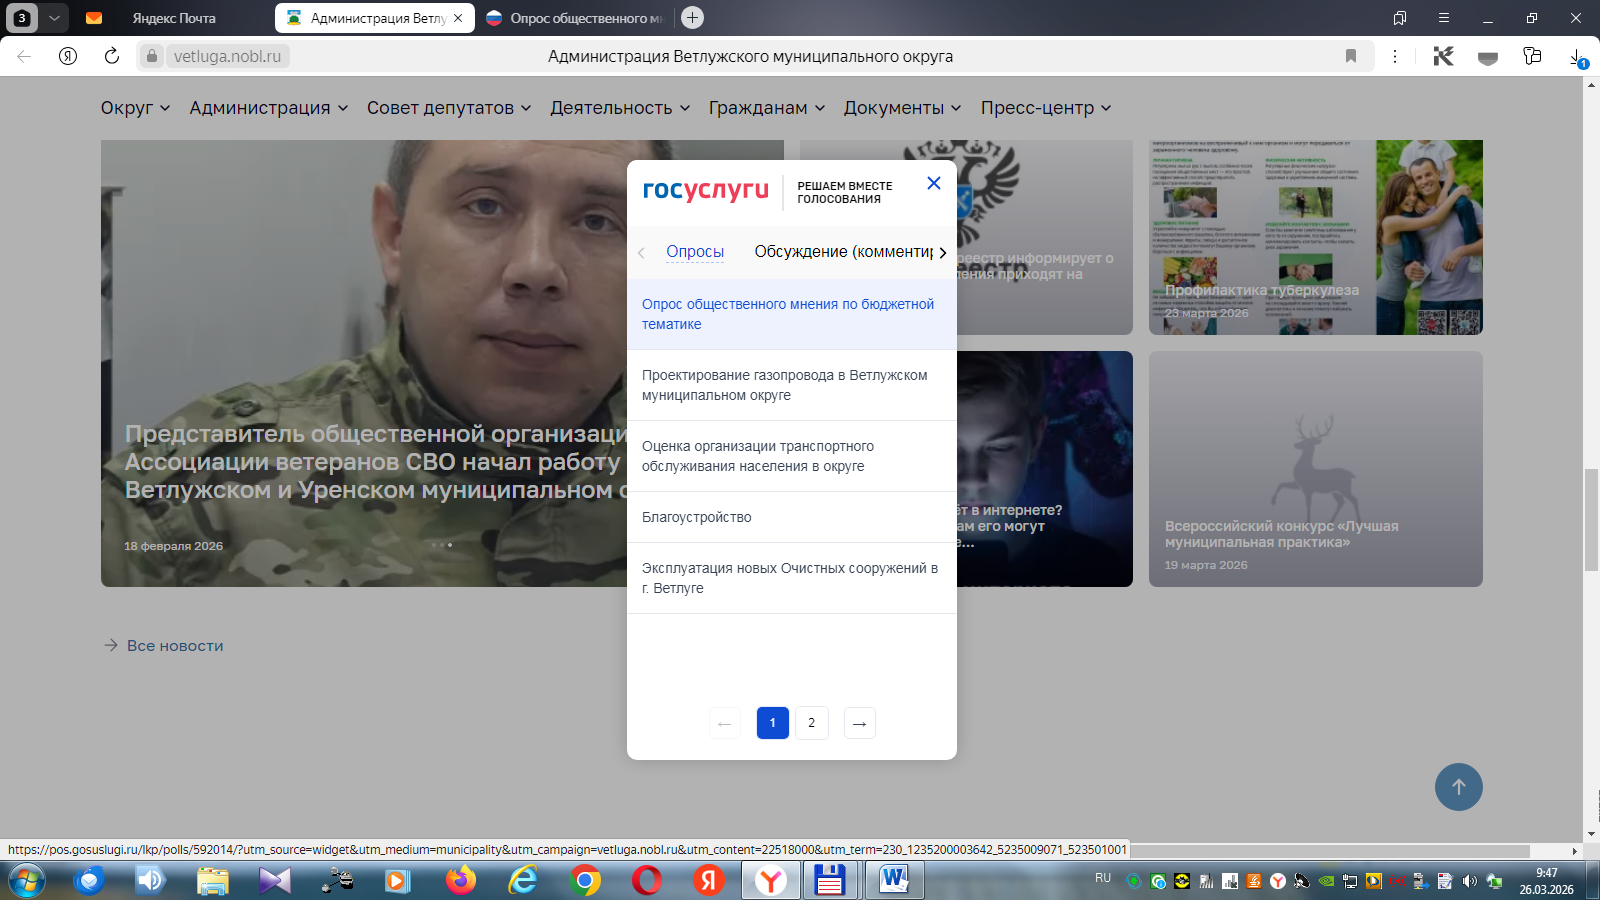 3
Яндекс Почта
Администрация Ветлу
Опрос общественного мн
vetluga.nobl.ru
Администрация Ветлужского муниципального округа
1
Округ
Администрация
Совет депутатов
Деятельность
Гражданам
Документы
Пресс-центр
госуслуги
РЕШАЕМ ВМЕСТЕ
ГОЛОСОВАНИЯ
Опросы
Обсуждение (комментир
Опрос общественного мнения по бюджетной
тематике
Проектирование газопровода в Ветлужском
муниципальном округе
Оценка организации транспортного
обслуживания населения в округе
Благоустройство
Эксплуатация новых Очистных сооружений в
г. Ветлуге
1
2
Представитель общественной организаци
Ассоциации ветеранов СВО начал работу
Ветлужском и Уренском муниципальном о
18 февраля 2026
реестр информирует о
ления приходят на
Профилактика туберкулеза
23 марта 2026
ёт в интернете?
ам его могут
е...
Всероссийский конкурс «Лучшая
муниципальная практика»
19 марта 2026
Все новости
https://pos.gosuslugi.ru/lkp/polls/592014/?utm_source=widget&utm_medium=municipality&utm_campaign=vetluga.nobl.ru&utm_content=22518000&utm_term=230_1235200003642_5235009071_523501001
RU
9:47
26.03.2026